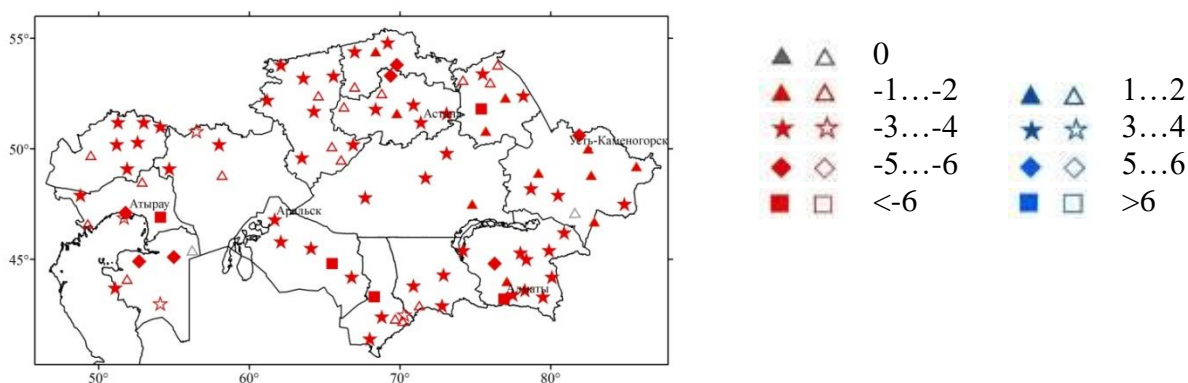 55°
50°
45°
50° 60° 70° 80°
Астана
Усть-Каменогорск
Атырау
Аральск
Алматы
0
-1...-2 1...2
-3...-4 3...4
-5...-6 5...6
<-6 >6